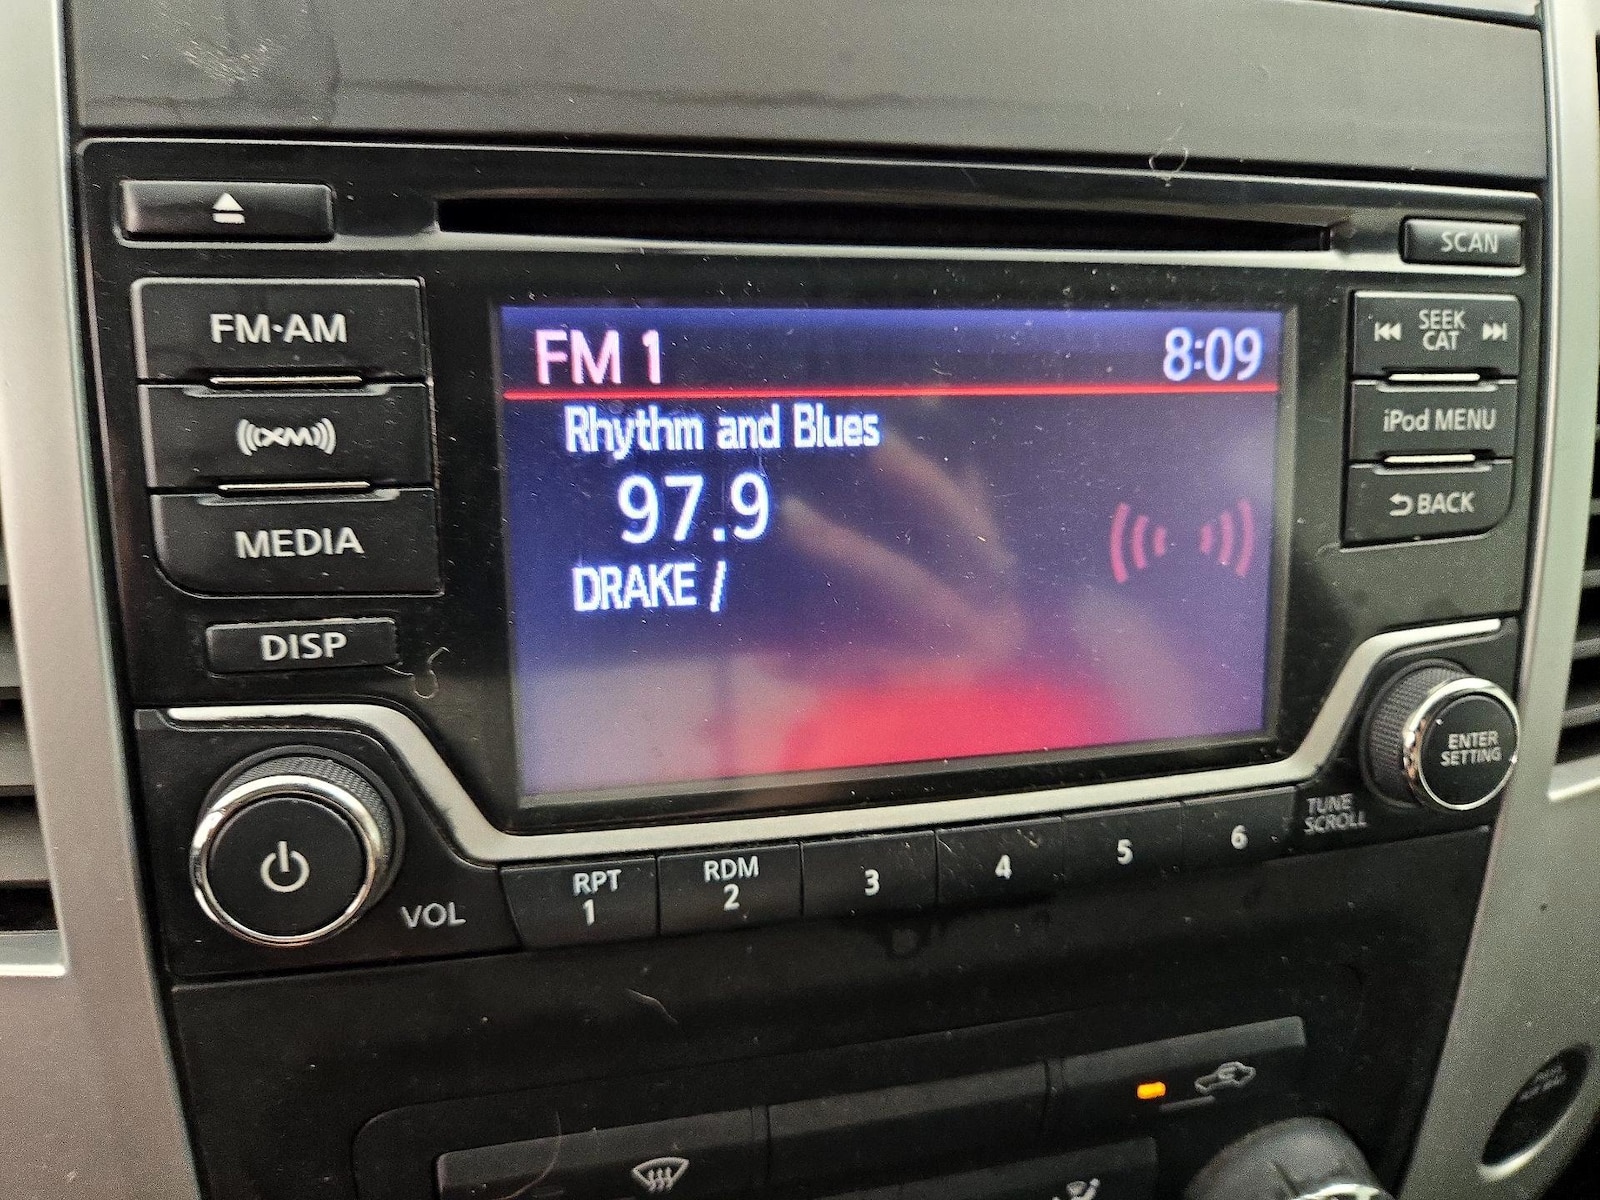 SCAN
FM·AM
SEEK
CAT
FM 1 8:09
XM
Rhythm and Blues
iPod MENU
97.9
BACK
MEDIA
DRAKE /
DISP
ENTER
SETTING
TUNE
SCROLL
VOL
RPT
1
RDM
2
3
4
5
6